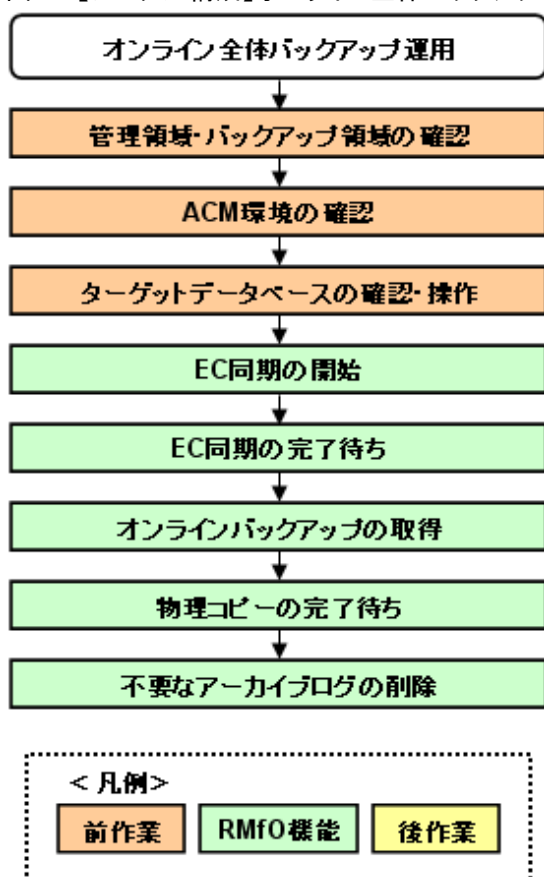 オンライン全体バックアップ運用
管理領域・バックアップ領域の確認
ACM環境の確認
ターゲットデータベースの確認・操作
EC同期の開始
EC同期の完了待ち
オンラインバックアップの取得
物理コピーの完了待ち
不要なアーカイブログの削除
<凡例>
前作業 RMfO機能 後作業